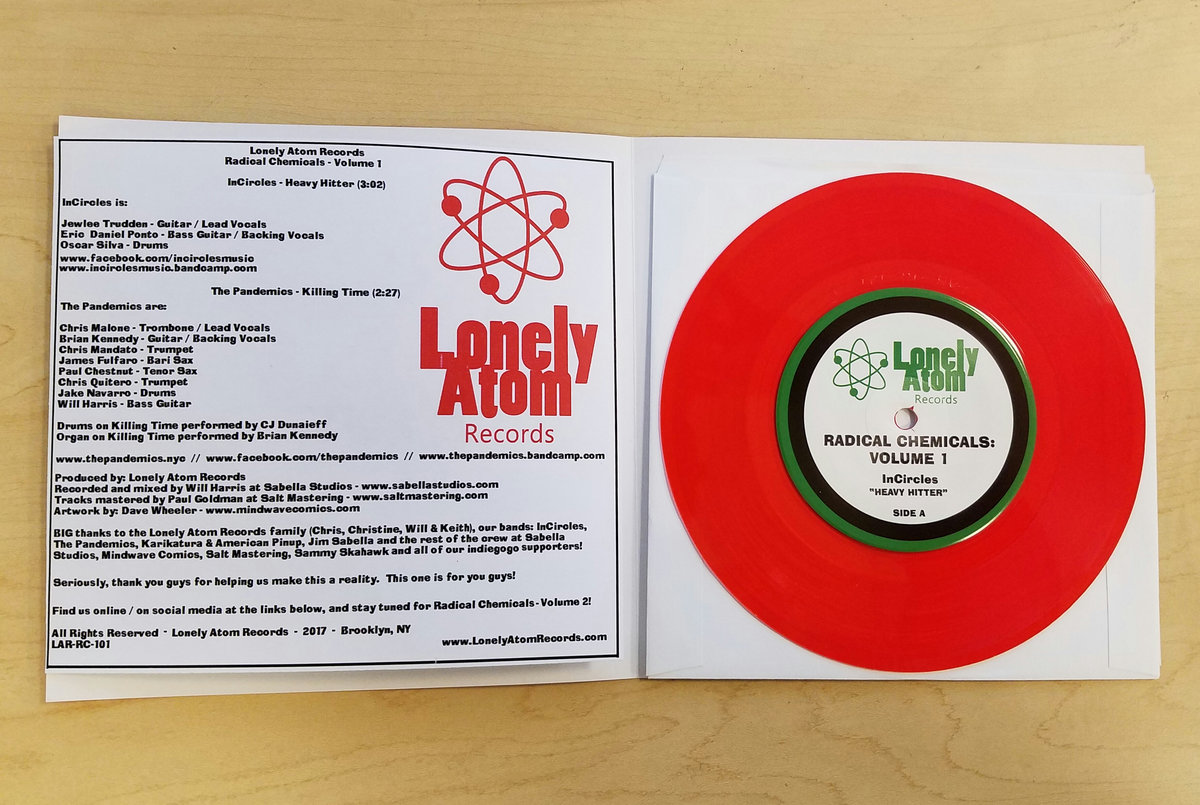 Lonely Atom Records
Radical Chemicals - Volume 1
InCircles - Heavy Hitter (3:02)
InCircles is:
Jewlee Trudden - Guitar / Lead Vocals
Eric Daniel Ponto - Bass Guitar / Backing Vocals
Oscar Silva - Drums
www.facebook.com/incirclesmusic
www.incirclesmusic.bandcamp.com
The Pandemics - Killing Time (2:27)
The Pandemics are:
Chris Malone - Trombone / Lead Vocals
Brian Kennedy - Guitar / Backing Vocals
Chris Mandato - Trumpet
James Fulfaro - Bari Sax
Paul Chestnut - Tenor Sax
Chris Quitero - Trumpet
Jake Navarro - Drums
Will Harris - Bass Guitar
Drums on Killing Time performed by CJ Dunaieff
Organ on Killing Time performed by Brian Kennedy
www.thepandemics.nyc // www.facebook.com/thepandemics // www.thepandemics.bandcamp.com
Produced by: Lonely Atom Records
Recorded and mixed by Will Harris at Sabella Studios - www.sabellastudios.com
Tracks mastered by Paul Goldman at Salt Mastering - www.saltmastering.com
Artwork by: Dave Wheeler - www.mindwavecomics.com
BIG thanks to the Lonely Atom Records family (Chris, Christine, Will & Keith), our bands: InCircles,
The Pandemics, Karikatura & American Pinup, Jim Sabella and the rest of the crew at Sabella
Studios, Mindwave Comics, Salt Mastering, Sammy Skahawk and all of our indiegogo supporters!
Seriously, thank you guys for helping us make this a reality. This one is for you guys!
Find us online / on social media at the links below, and stay tuned for Radical Chemicals - Volume 2!
All Rights Reserved - Lonely Atom Records - 2017 - Brooklyn, NY
LAR-RC-101
www.LonelyAtomRecords.com
Lonely
Atom
Records
Lonely
Atom
Records
RADICAL CHEMICALS:
VOLUME 1
InCircles
"HEAVY HITTER"
SIDE A